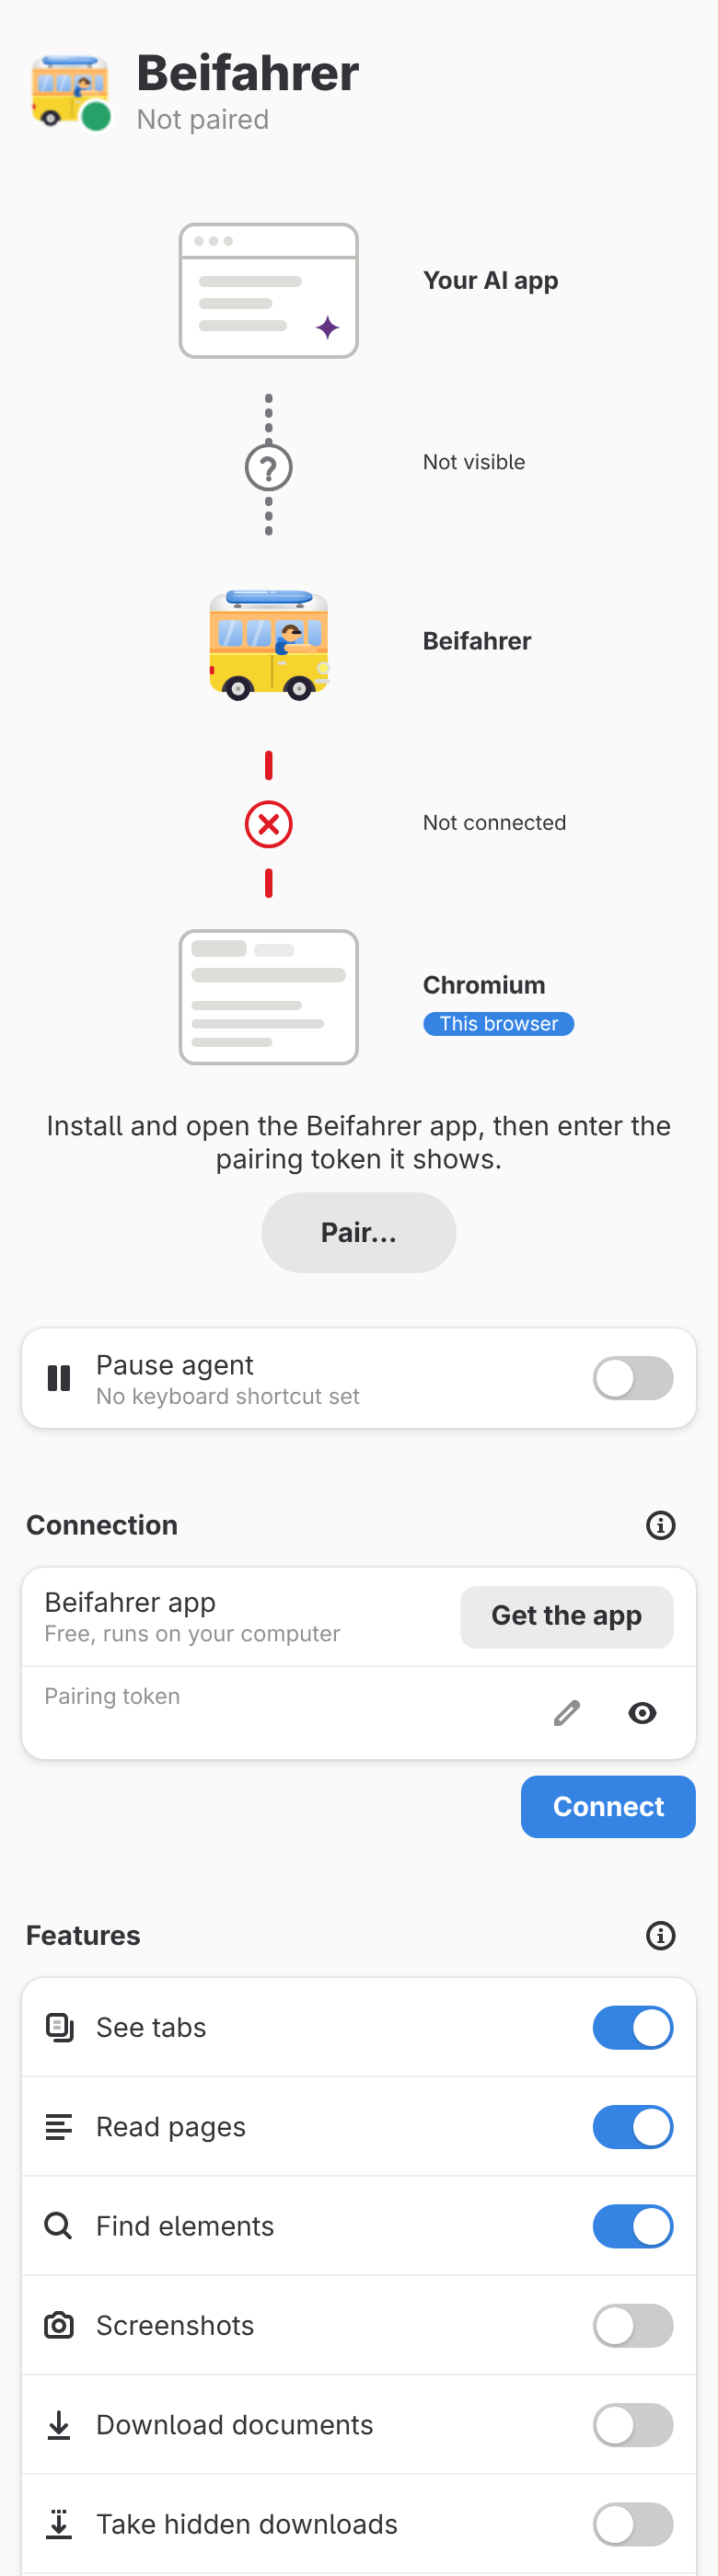 Beifahrer
Not paired
Your AI app
Not visible
Beifahrer
Not connected
Chromium
This browser
Install and open the Beifahrer app, then enter the
pairing token it shows.
Pair...
Pause agent
No keyboard shortcut set
Connection
Beifahrer app
Free, runs on your computer
Get the app
Pairing token
Connect
Features
See tabs
Read pages
Find elements
Screenshots
Download documents
Take hidden downloads